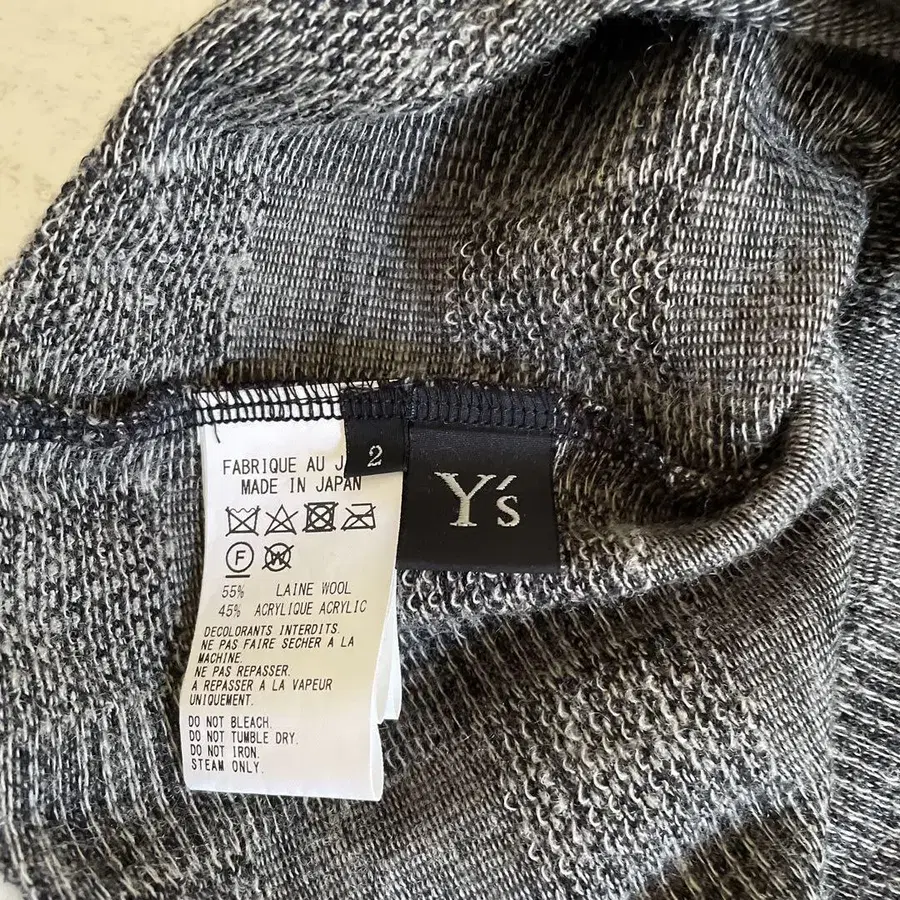 FABRIQUE AU J
MADE IN JAPAN
2
Y's
F
W
55% LAINE WOOL
45% ACRYLIQUE ACRYLIC
DECOLORANTS INTERDITS.
NE PAS FAIRE SECHER A LA
MACHINE.
NE PAS REPASSER.
A REPASSER A LA VAPEUR
UNIQUEMENT.
DO NOT BLEACH.
DO NOT TUMBLE DRY.
DO NOT IRON.
STEAM ONLY.